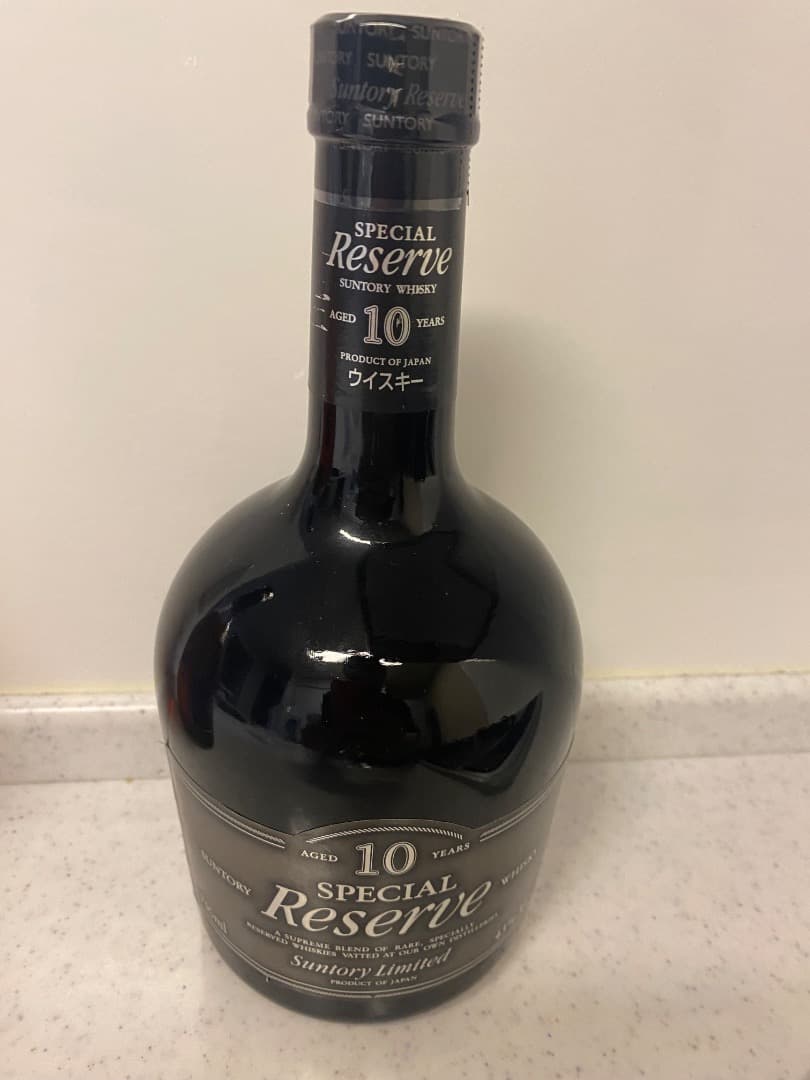 SUNTORY SUNTORY
SUNTORY
Suntory Reserve
SUNTORY
SPECIAL
Reserve
SUNTORY WHISKY
AGED 10 YEARS
PRODUCT OF JAPAN
ウイスキー
AGED 10 YEARS
SUNTORY SPECIAL WHISKY
Reserve
A SUPREME BLEND OF RARE, SPECIALLY
RESERVED WHISKIES VATTED AT OUR OWN DISTILLERIES
Suntory Limited
PRODUCT OF JAPAN